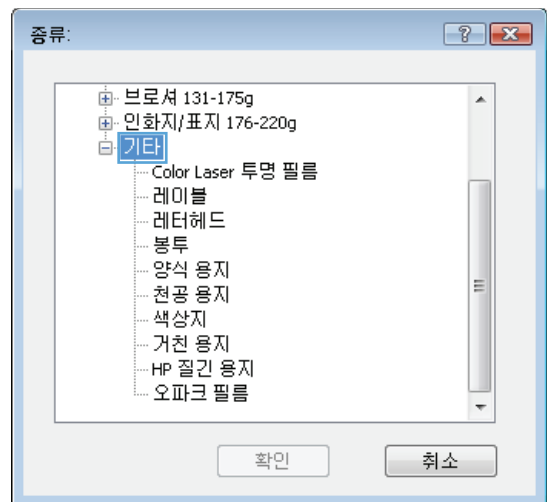 종류:
브로셔 131-175g
인화지/표지 176-220g
기타
Color Laser 투명 필름
레이블
레터헤드
봉투
양식 용지
천공 용지
색상지
거친 용지
HP 질긴 용지
오파크 필름
확인 취소